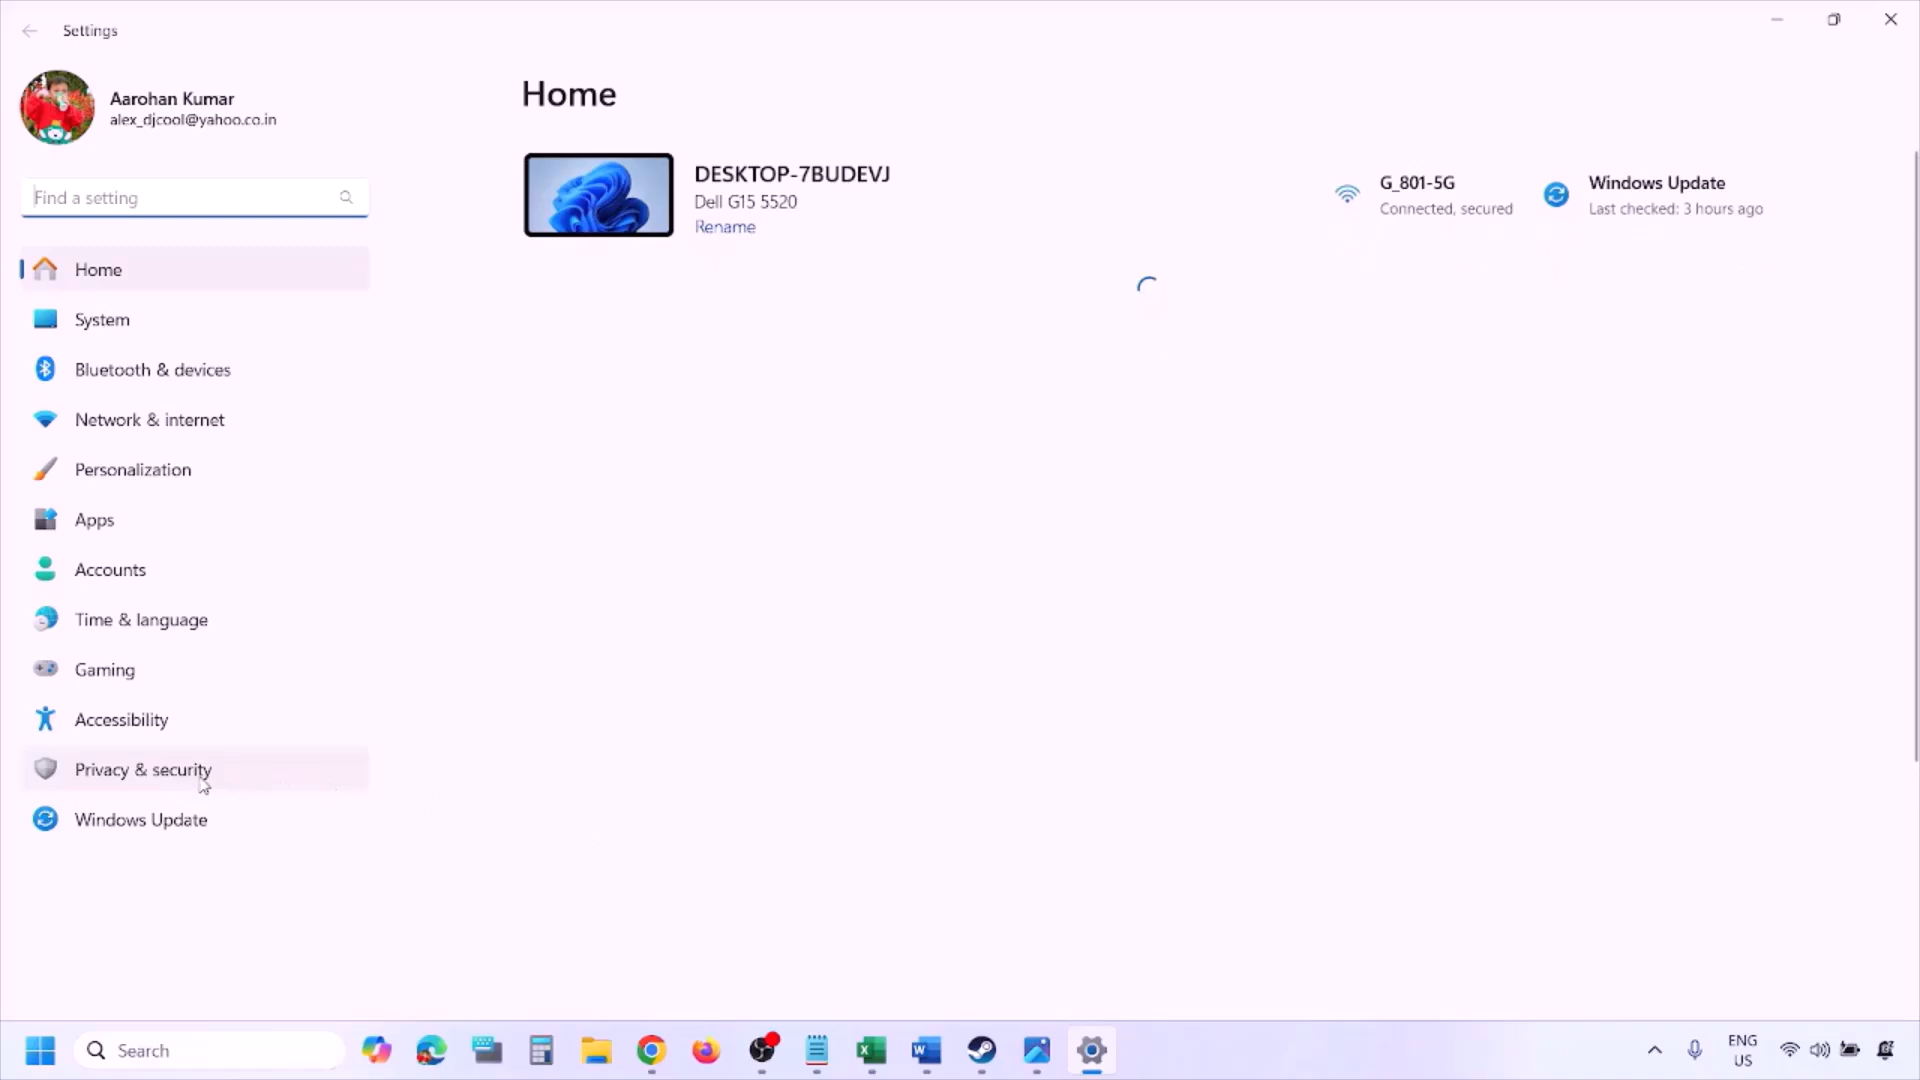 Settings
Aarohan Kumar
alex_djcool@yahoo.co.in
Find a setting
Home
System
Bluetooth & devices
Network & internet
Personalization
Apps
Accounts
Time & language
Gaming
Accessibility
Privacy & security
Windows Update
Home
DESKTOP-7BUDEVJ
Dell G15 5520
Rename
G_801-5G
Connected, secured
Windows Update
Last checked: 3 hours ago
Search
ENG
US